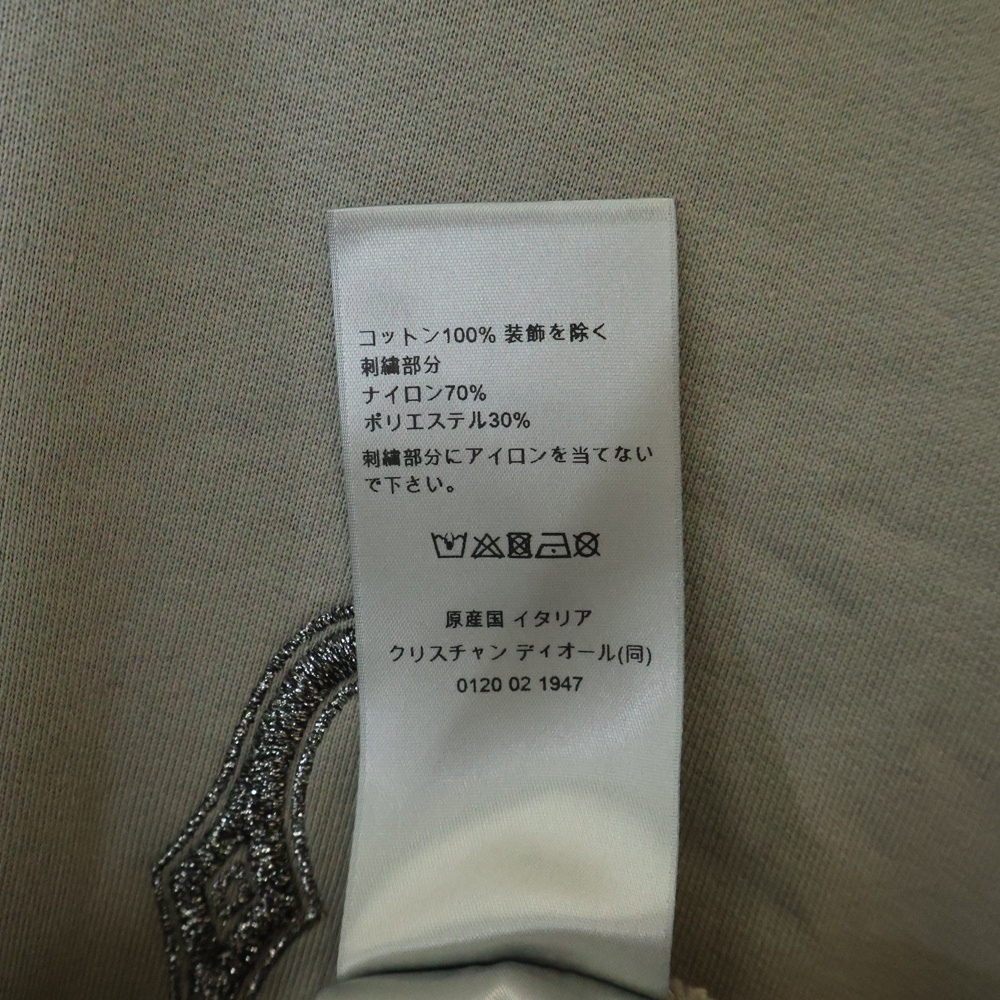 コットン100% 装飾を除く
刺繍部分
ナイロン70%
ポリエステル30%
刺繍部分にアイロンを当てない
で下さい。
原産国 イタリア
クリスチャン ディオール(同)
0120 02 1947